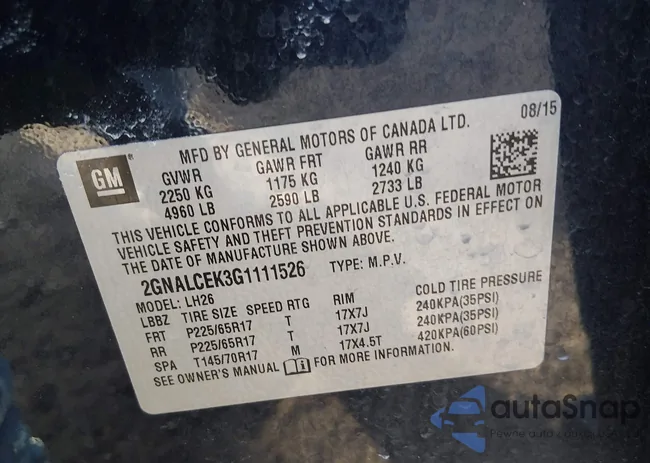 08/15
MFD BY GENERAL MOTORS OF CANADA LTD.
GM
GVWR GAWR FRT GAWR RR
2250 KG 1175 KG 1240 KG
4960 LB 2590 LB 2733 LB
THIS VEHICLE CONFORMS TO ALL APPLICABLE U.S. FEDERAL MOTOR
VEHICLE SAFETY AND THEFT PREVENTION STANDARDS IN EFFECT ON
THE DATE OF MANUFACTURE SHOWN ABOVE.
2GNALCEK3G1111526 TYPE: M.P.V.
MODEL: LH26
LBBZ TIRE SIZE SPEED RTG RIM COLD TIRE PRESSURE
FRT P225/65R17 T 17X7J 240KPA(35PSI)
RR P225/65R17 T 17X7J 240KPA(35PSI)
SPA T145/70R17 M 17X4.5T 420KPA(60PSI)
SEE OWNER'S MANUAL i FOR MORE INFORMATION.
autaSnap
Pewne auto